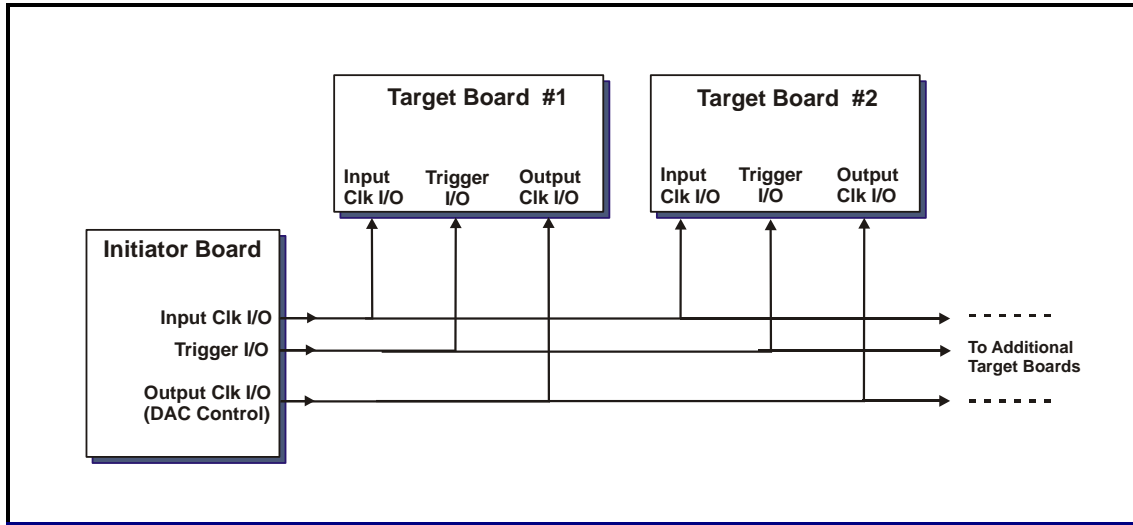 Target Board #1
Input
Clk I/O
Trigger
I/O
Output
Clk I/O
Target Board #2
Input
Clk I/O
Trigger
I/O
Output
Clk I/O
Initiator Board
Input Clk I/O
Trigger I/O
Output Clk I/O
(DAC Control)
To Additional
Target Boards